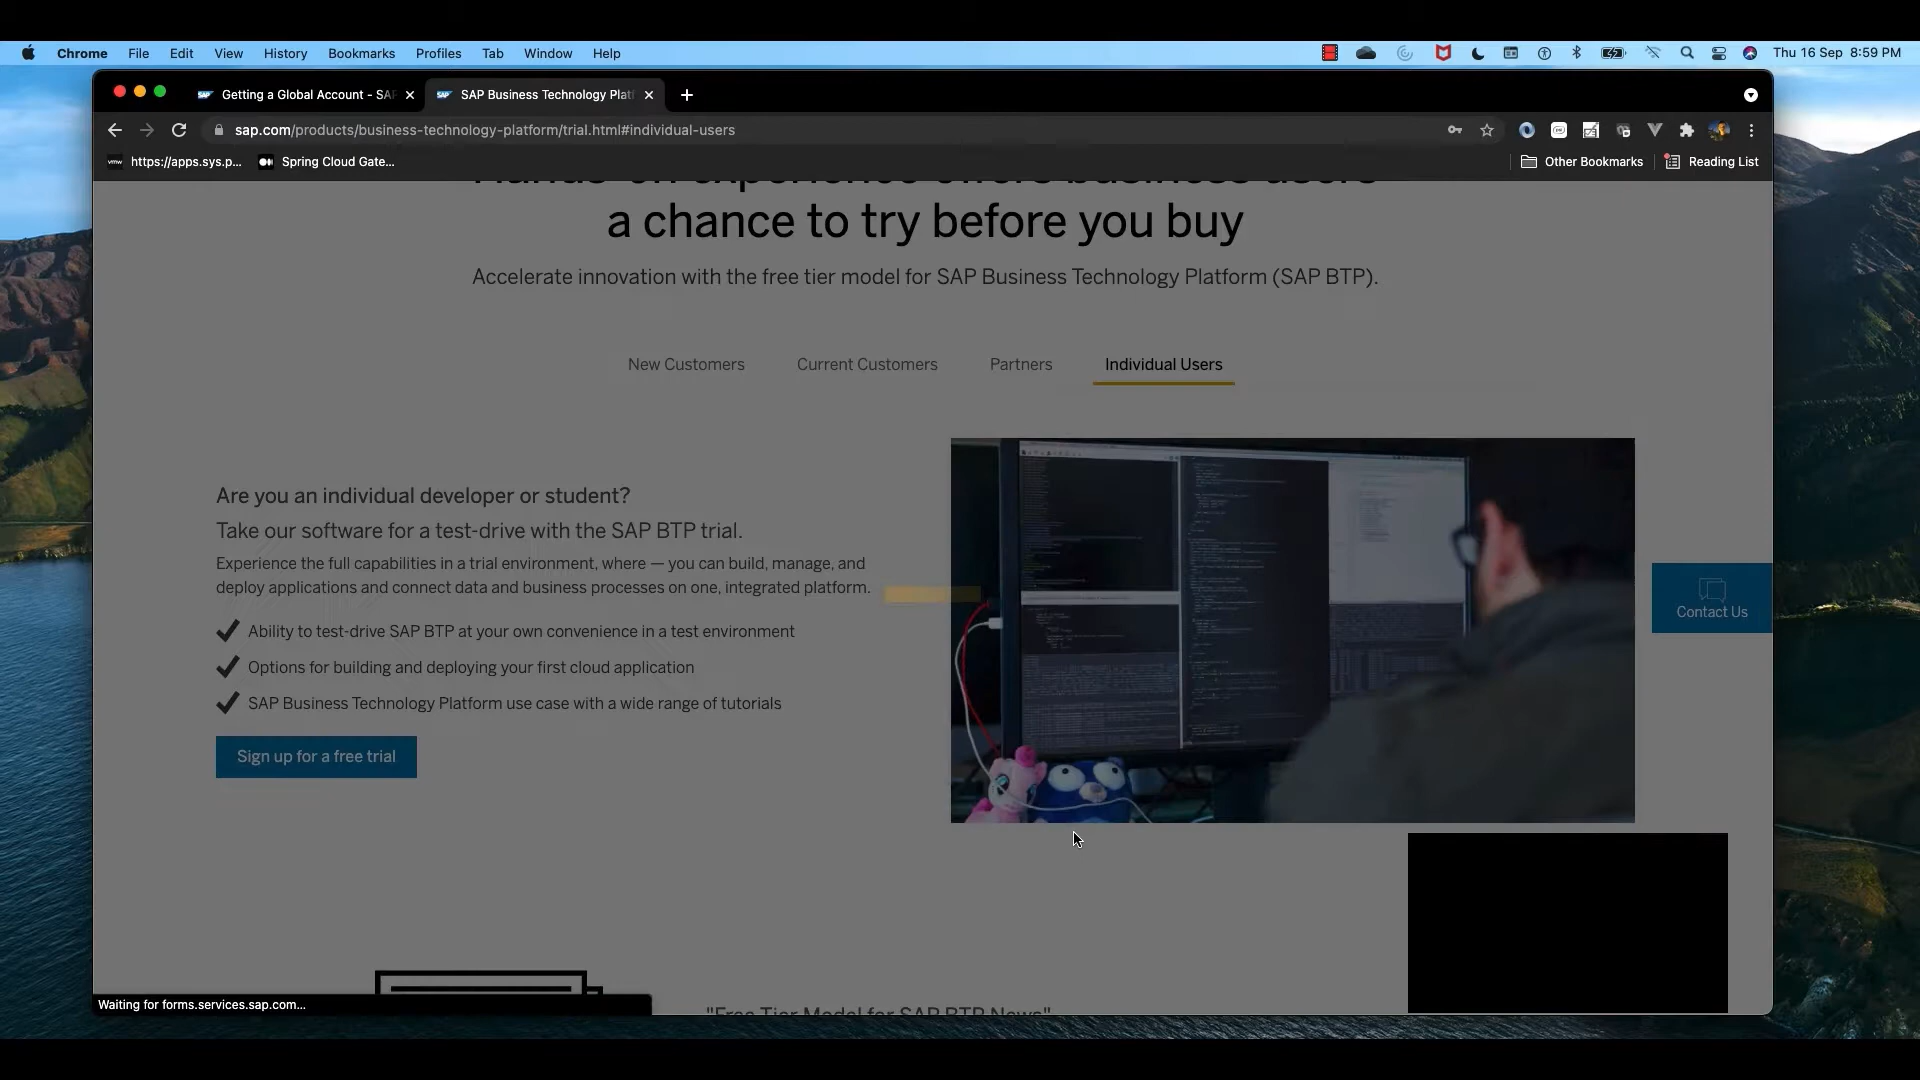 Chrome File Edit View History Bookmarks Profiles Tab Window Help Thu 16 Sep 8:59 PM
Getting a Global Account - SAP
SAP Business Technology Platf
sap.com/products/business-technology-platform/trial.html#individual-users
vmw https://apps.sys.p... Spring Cloud Gate... Other Bookmarks Reading List
Hands-on experience offers business users
a chance to try before you buy
Accelerate innovation with the free tier model for SAP Business Technology Platform (SAP BTP).
New Customers Current Customers Partners Individual Users
Are you an individual developer or student?
Take our software for a test-drive with the SAP BTP trial.
Experience the full capabilities in a trial environment, where — you can build, manage, and
deploy applications and connect data and business processes on one, integrated platform.
Ability to test-drive SAP BTP at your own convenience in a test environment
Options for building and deploying your first cloud application
SAP Business Technology Platform use case with a wide range of tutorials
Sign up for a free trial
Contact Us
"Free Tier Model for SAP BTP News"
Waiting for forms.services.sap.com...